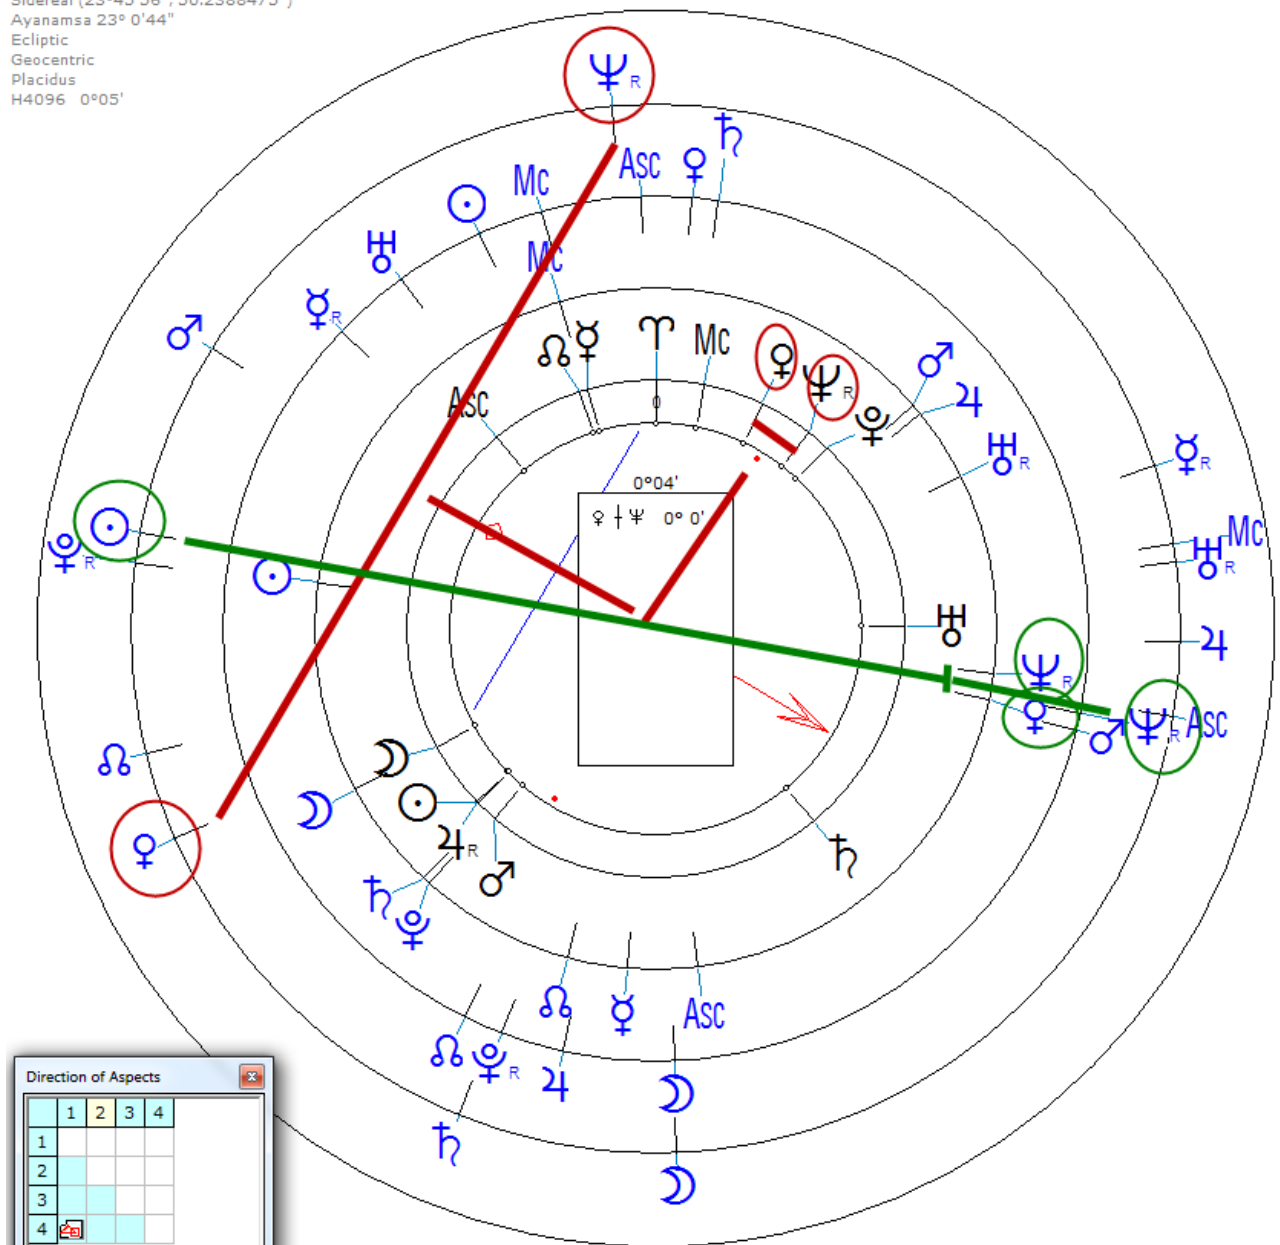 Ayanamsa 23° 0'44"
Ecliptic
Geocentric
Placidus
H4096 0°05'
♆R
Asc ♀ ♄
Mc
☉
♅
Mc
☿R
♂
☊ ☿ ♈ Mc ♀ ♆R
♂
♃
Asc
0
♇
♅R
☿R
0°04'
♀ ♆ 0° 0'
☉
♇R
☉
Mc
♅R
♅
♃
♆R
♀
♂ ♆R Asc
☊
☽
☽
☉
♀
♃R
♄
♂
♄
♇
☊ ☿ Asc
☊ ♇R ♃
☽
♄
☽
Direction of Aspects x
1 2 3 4
1
2
3
4